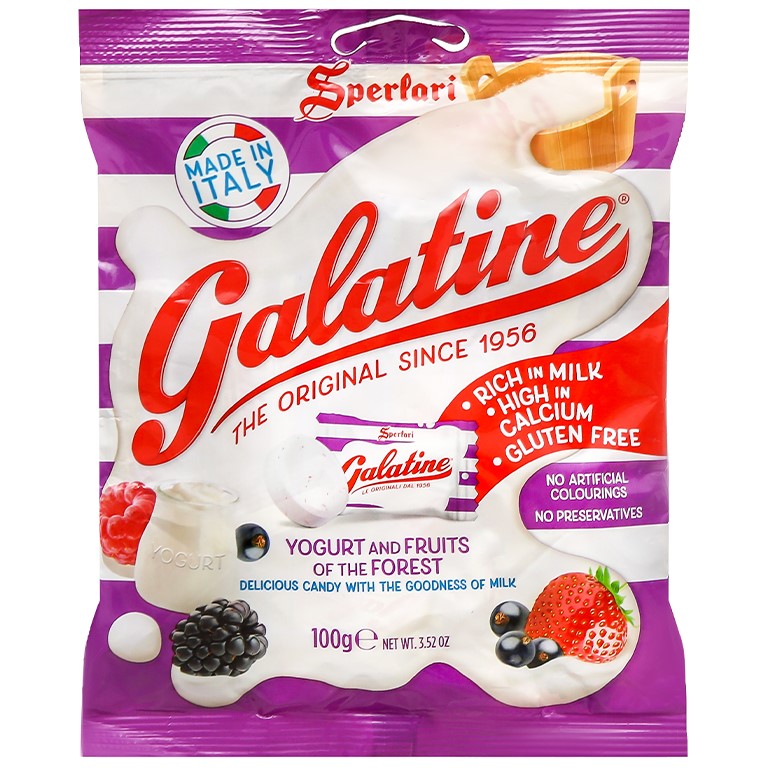 Sperlari
MADE IN
ITALY
Galatine®
THE ORIGINAL SINCE 1956
• RICH IN MILK
• HIGH IN
CALCIUM
• GLUTEN FREE
Sperlari
Galatine
LE ORIGINALI DAL 1956
NO ARTIFICIAL
COLOURINGS
NO PRESERVATIVES
YOGURT
YOGURT AND FRUITS
OF THE FOREST
DELICIOUS CANDY WITH THE GOODNESS OF MILK
100g ℮ NET WT. 3.52 OZ